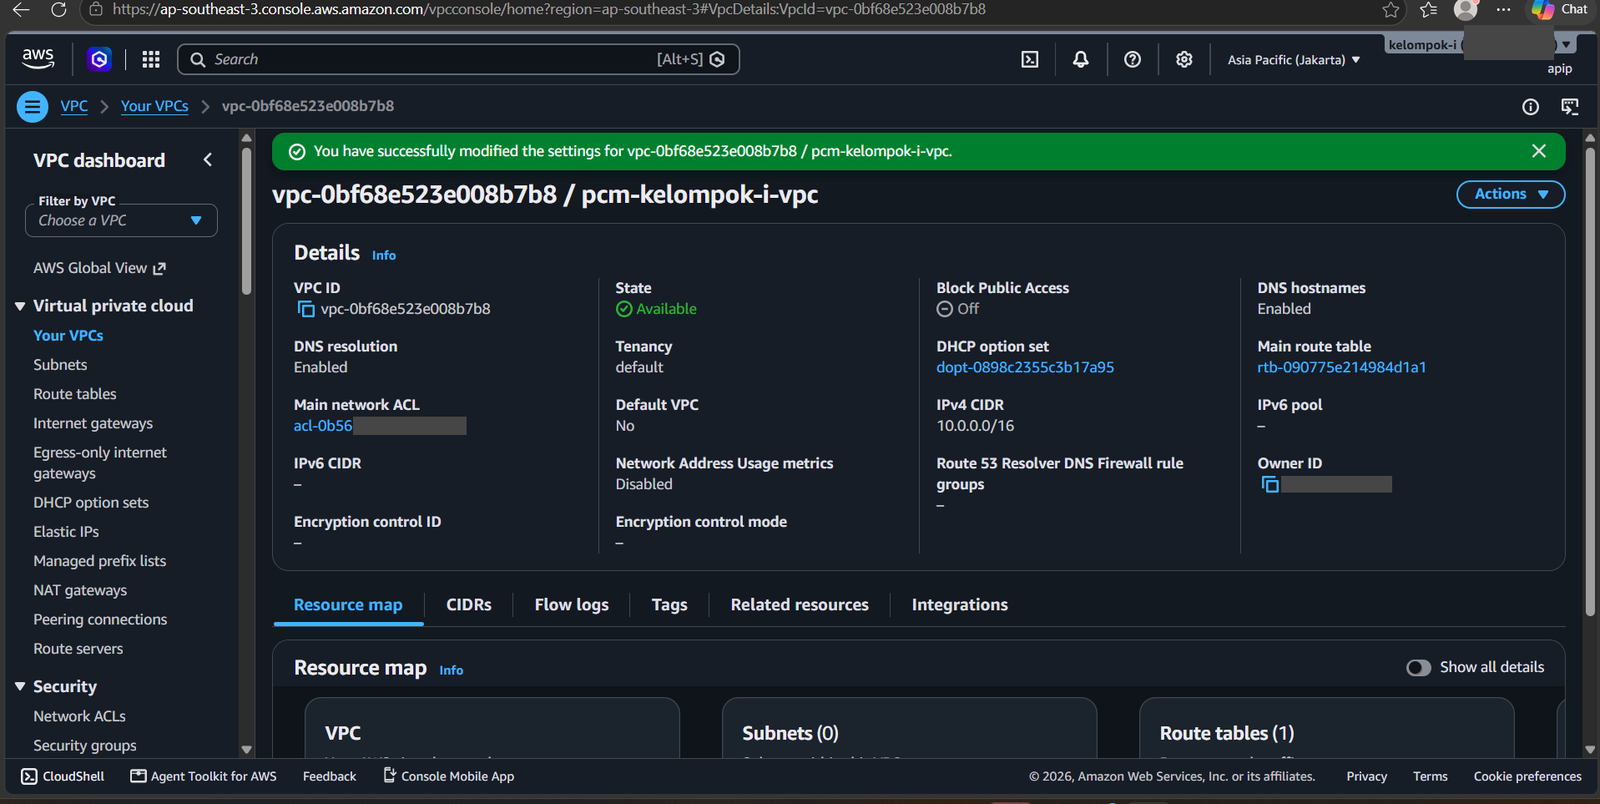 https://ap-southeast-3.console.aws.amazon.com/vpcconsole/home?region=ap-southeast-3#VpcDetails:VpcId=vpc-0bf68e523e008b7b8
Chat
aws
Search
[Alt+S]
Asia Pacific (Jakarta)
kelompok-i (
)
apip
VPC
Your VPCs
vpc-0bf68e523e008b7b8
VPC dashboard
Filter by VPC
Choose a VPC
AWS Global View
Virtual private cloud
Your VPCs
Subnets
Route tables
Internet gateways
Egress-only internet
gateways
DHCP option sets
Elastic IPs
Managed prefix lists
NAT gateways
Peering connections
Route servers
Security
Network ACLs
Security groups
You have successfully modified the settings for vpc-0bf68e523e008b7b8 / pcm-kelompok-i-vpc.
vpc-0bf68e523e008b7b8 / pcm-kelompok-i-vpc
Actions
Details
Info
VPC ID
vpc-0bf68e523e008b7b8
State
Available
Block Public Access
Off
DNS hostnames
Enabled
DNS resolution
Enabled
Tenancy
default
DHCP option set
dopt-0898c2355c3b17a95
Main route table
rtb-090775e214984d1a1
Main network ACL
acl-0b56
Default VPC
No
IPv4 CIDR
10.0.0.0/16
IPv6 pool
–
IPv6 CIDR
–
Network Address Usage metrics
Disabled
Route 53 Resolver DNS Firewall rule
groups
–
Owner ID
Encryption control ID
–
Encryption control mode
–
Resource map
CIDRs
Flow logs
Tags
Related resources
Integrations
Resource map
Info
Show all details
VPC
Subnets (0)
Route tables (1)
CloudShell
Agent Toolkit for AWS
Feedback
Console Mobile App
© 2026, Amazon Web Services, Inc. or its affiliates.
Privacy
Terms
Cookie preferences